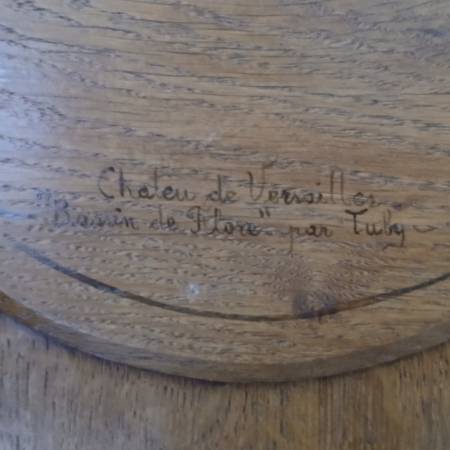 Chateu de Versailles
"Bassin de Flore" par Tuby